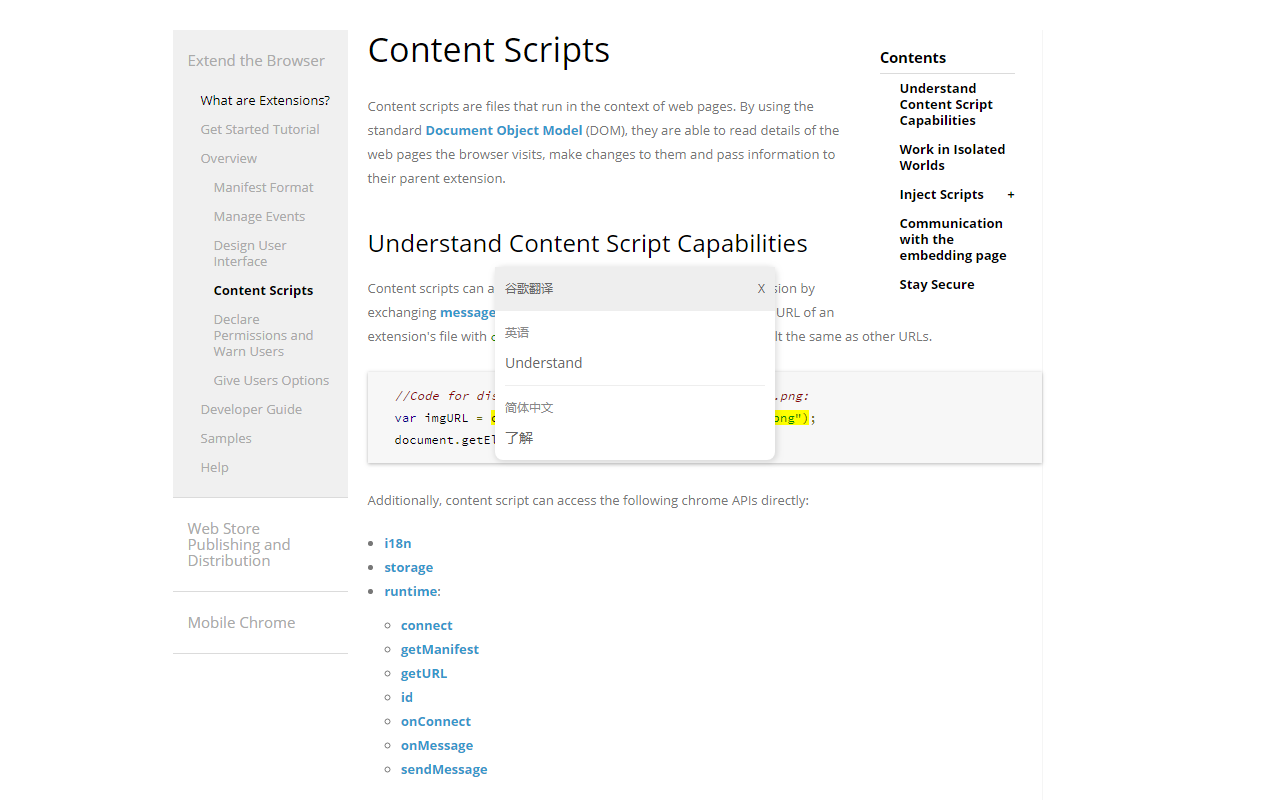 Extend the Browser
What are Extensions?
Get Started Tutorial
Overview
Manifest Format
Manage Events
Design User
Interface
Content Scripts
Declare
Permissions and
Warn Users
Give Users Options
Developer Guide
Samples
Help
Web Store
Publishing and
Distribution
Mobile Chrome
Content Scripts
Content scripts are files that run in the context of web pages. By using the
standard Document Object Model (DOM), they are able to read details of the
web pages the browser visits, make changes to them and pass information to
their parent extension.
Understand Content Script Capabilities
Content scripts can a
sion by
exchanging message
URL of an
extension's file with
lt the same as other URLs.
//Code for dis
.png:
var imgURL =
ong");
document.getEl
谷歌翻译 X
英语
Understand
简体中文
了解
Additionally, content script can access the following chrome APIs directly:
• i18n
• storage
• runtime:
◦ connect
◦ getManifest
◦ getURL
◦ id
◦ onConnect
◦ onMessage
◦ sendMessage
Contents
Understand
Content Script
Capabilities
Work in Isolated
Worlds
Inject Scripts +
Communication
with the
embedding page
Stay Secure